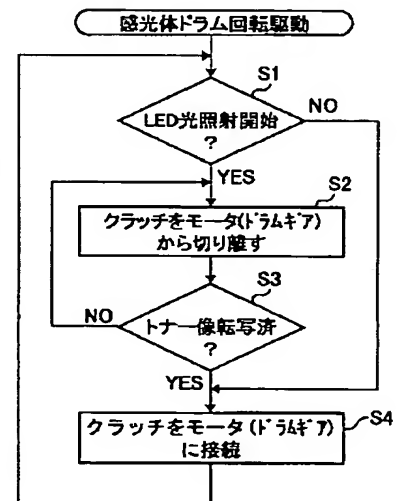 感光体ドラム回転駆動
S1
LED光照射開始
?
NO
YES
S2
クラッチをモータ(ドラムギア)
から切り離す
S3
NO
トナー像転写済
?
YES
S4
クラッチをモータ(ドラムギア)
に接続